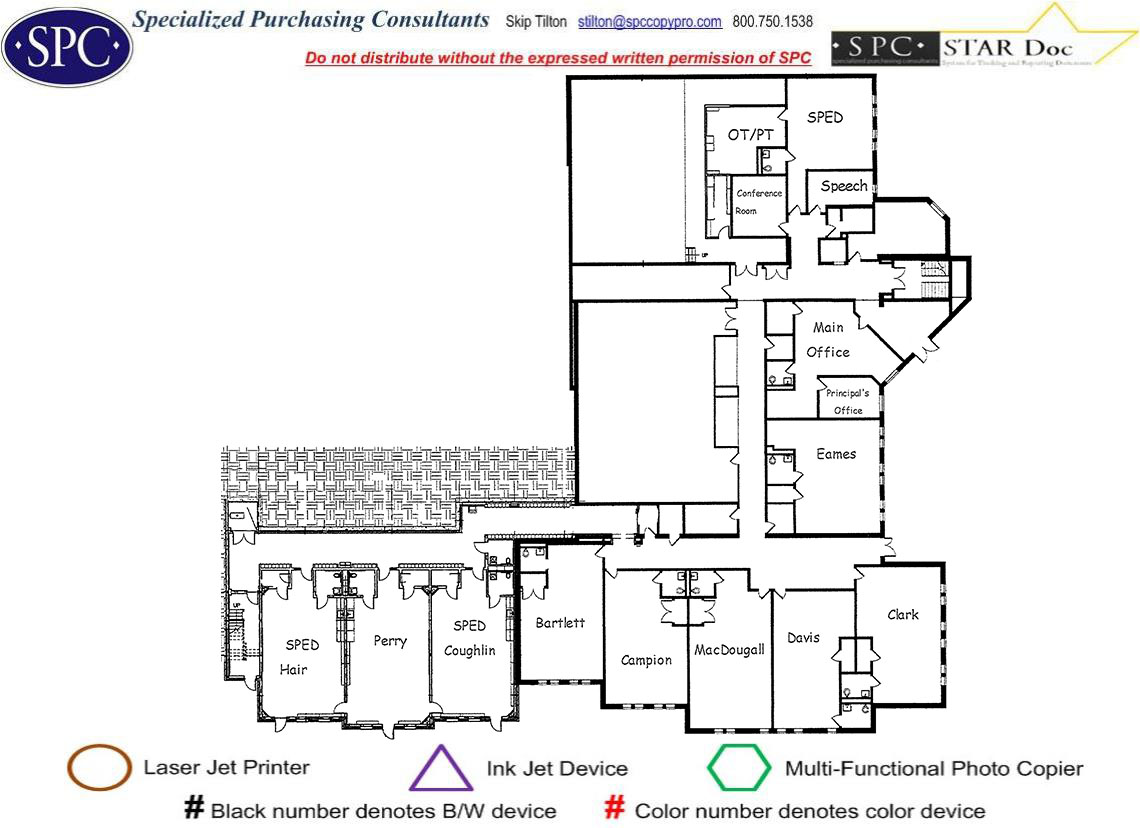 SPC
Specialized Purchasing Consultants Skip Tilton stilton@spccopypro.com 800.750.1538
Do not distribute without the expressed written permission of SPC
SPC
specialized purchasing consultants
STAR Doc
System for Tracking and Reporting Documents
SPED
OT/PT
Speech
Conference
Room
UP
Main
Office
Principal's
Office
Eames
UP
SPED
Hair
Perry
SPED
Coughlin
Bartlett
Campion
MacDougall
Davis
Clark
Laser Jet Printer
Ink Jet Device
Multi-Functional Photo Copier
# Black number denotes B/W device
# Color number denotes color device